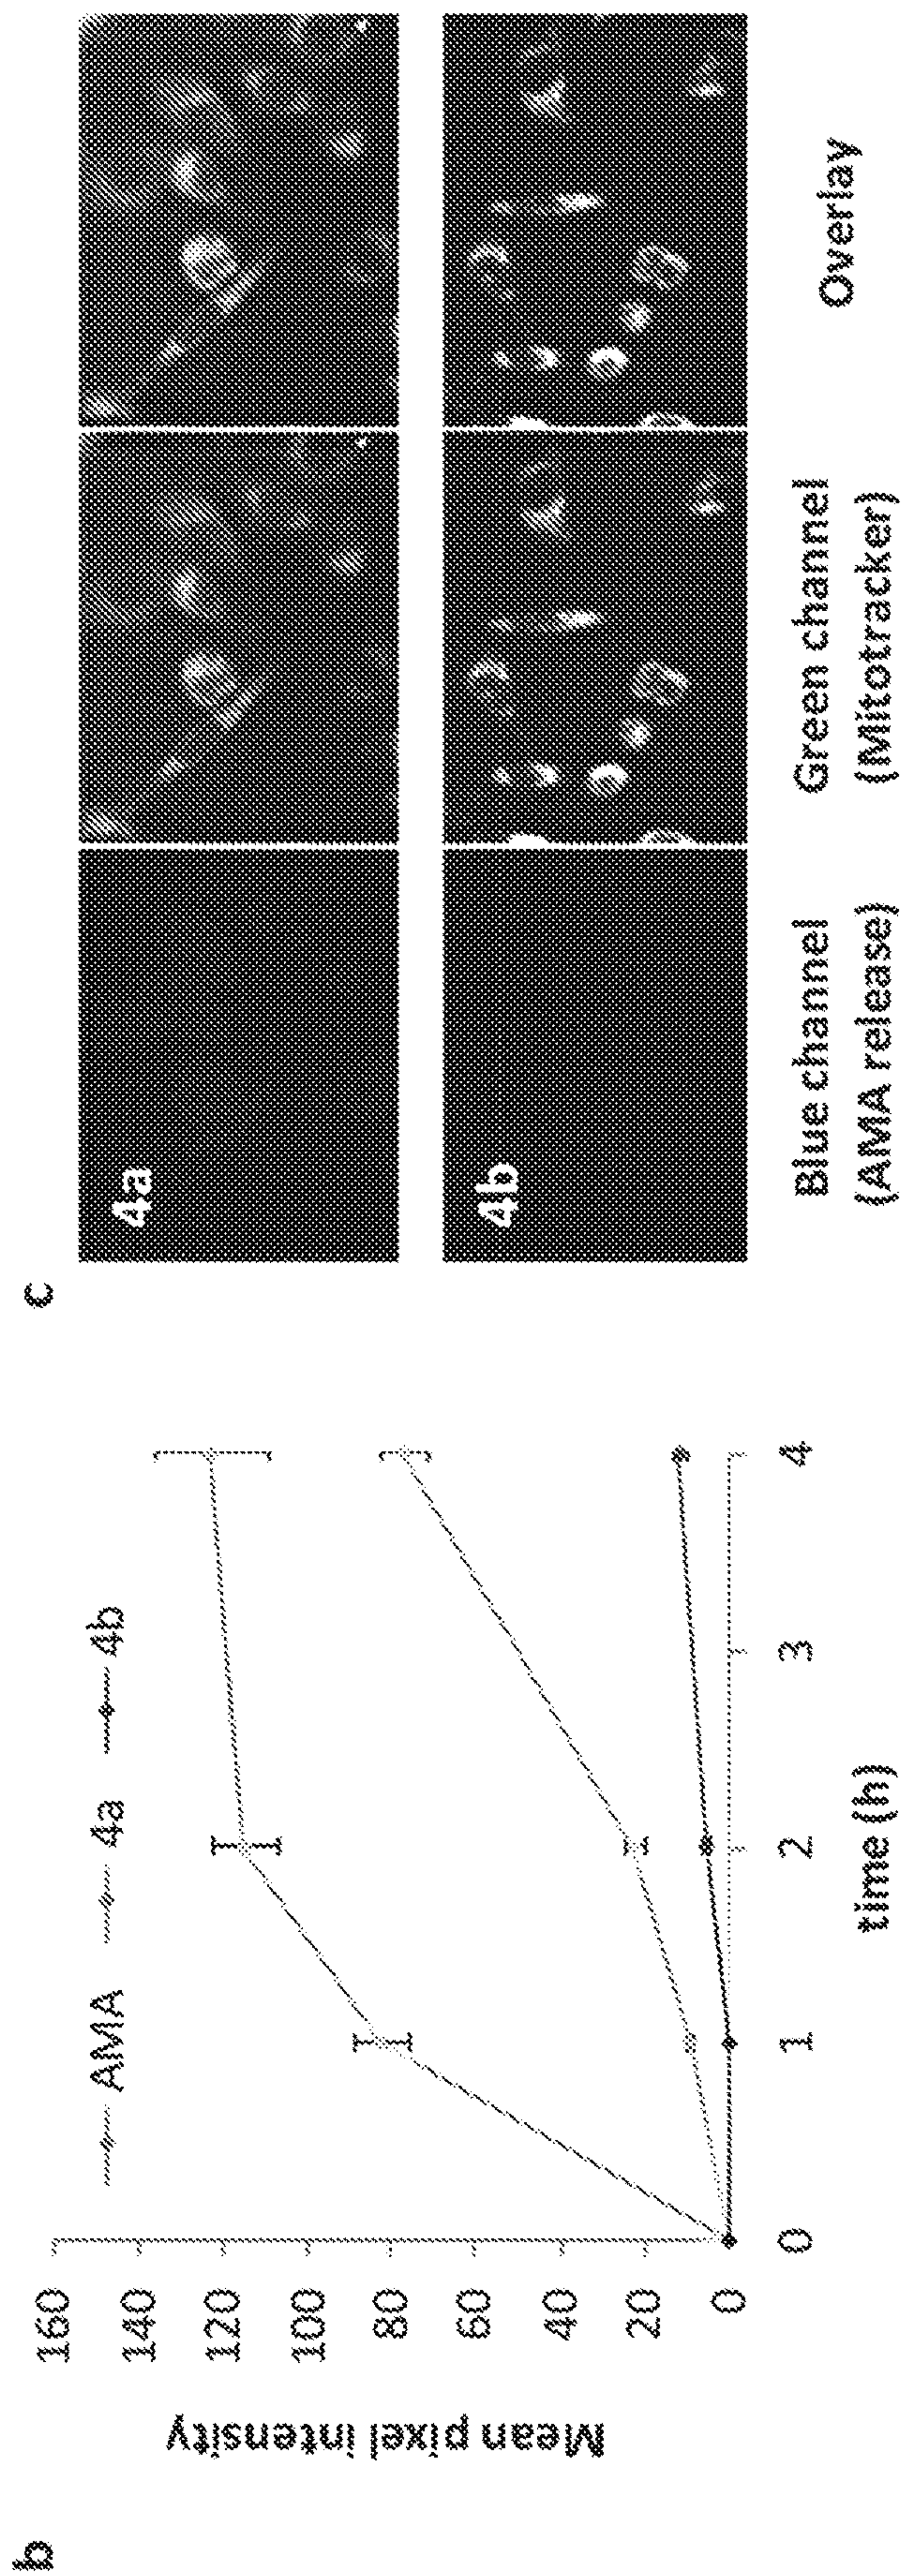 b
Mean pixel intensity
160
140
120
100
80
60
40
20
0
AMA 4a 4b
0 1 2 3 4
time (h)
c
4a
4b
Blue channel
(AMA release)
Green channel
(Mitotracker)
Overlay